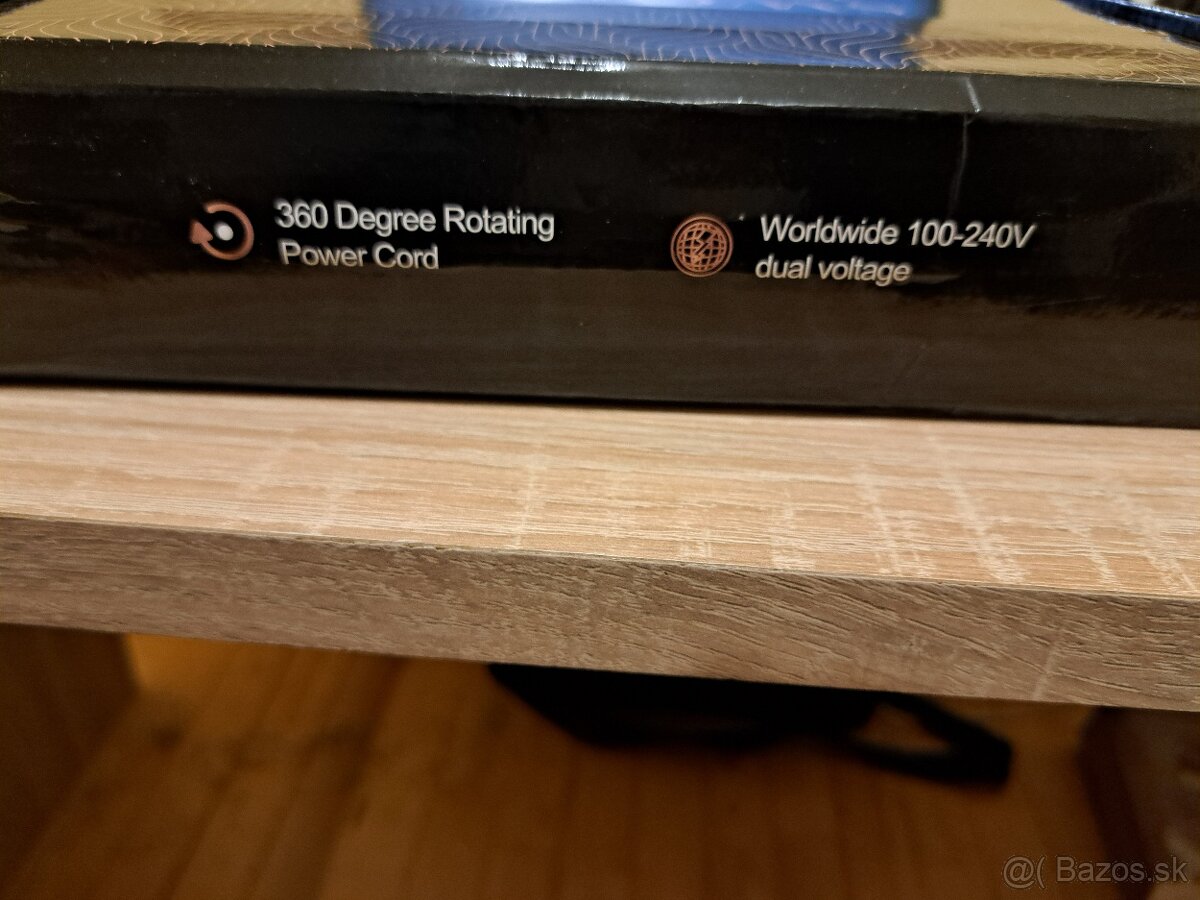 360 Degree Rotating
Power Cord
Worldwide 100-240V
dual voltage
@( Bazos.sk